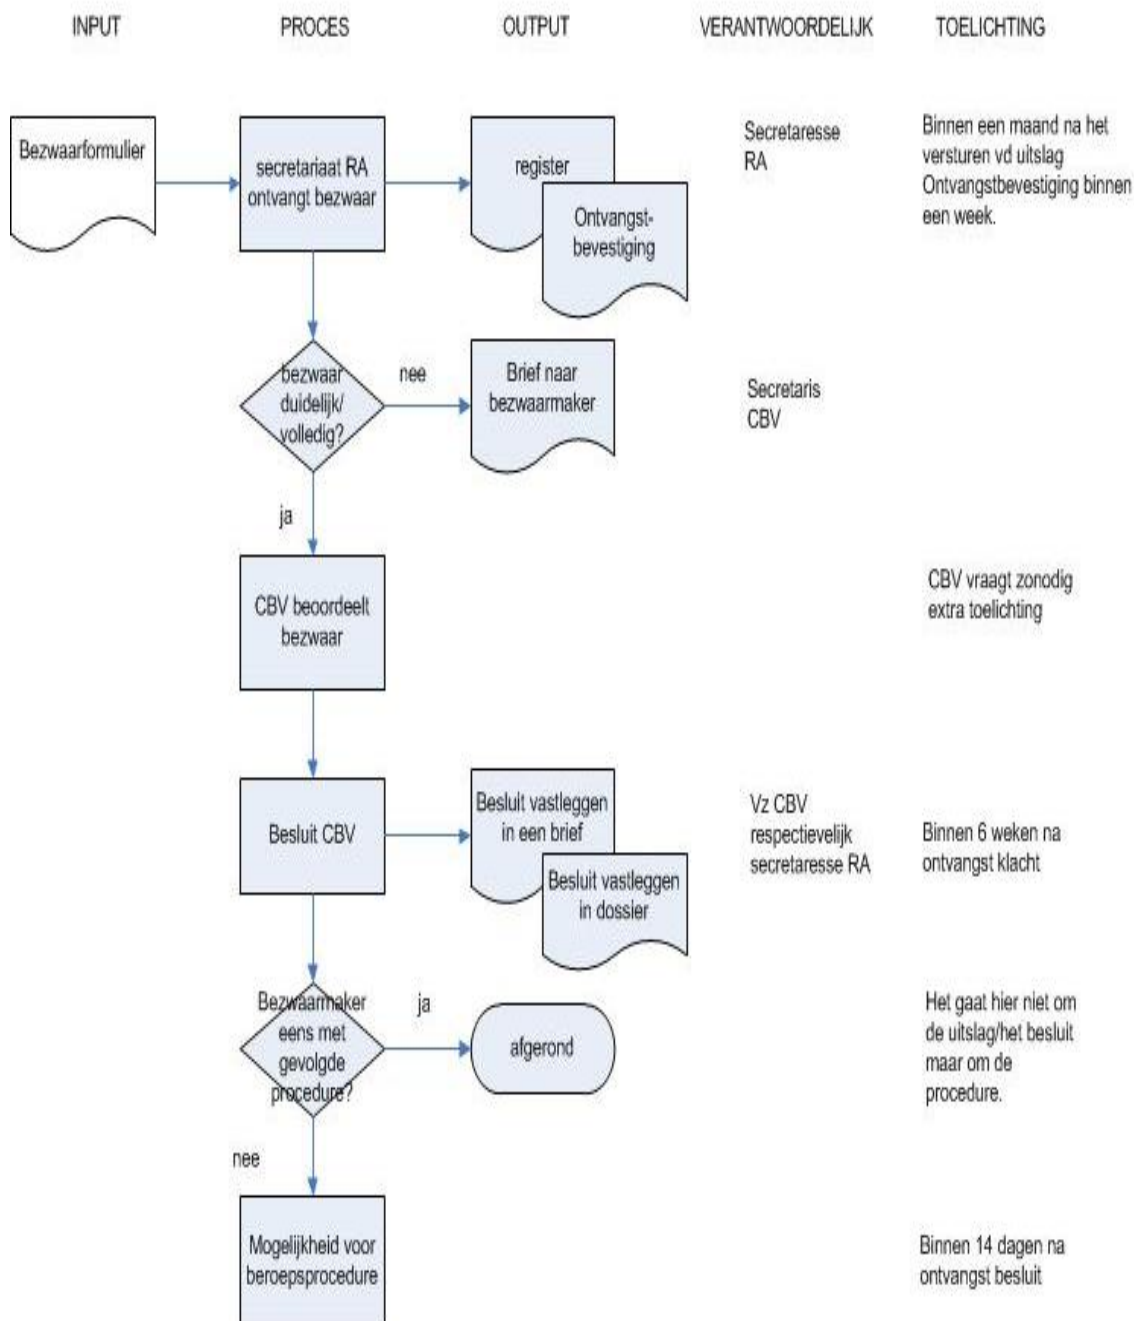 INPUT
PROCES
OUTPUT
VERANTWOORDELIJK
TOELICHTING
Bezwaarformulier
secretariaat RA
ontvangt bezwaar
register
Ontvangst-
bevestiging
Secretaresse
RA
Binnen een maand na het
versturen vd uitslag
Ontvangstbevestiging binnen
een week.
bezwaar
duidelijk/
volledig?
nee
Brief naar
bezwaarmaker
Secretaris
CBV
ja
CBV beoordeelt
bezwaar
CBV vraagt zonodig
extra toelichting
Besluit CBV
Besluit vastleggen
in een brief
Besluit vastleggen
in dossier
Vz CBV
respectievelijk
secretaresse RA
Binnen 6 weken na
ontvangst klacht
Bezwaarmaker
eens met
gevolgde
procedure?
ja
afgerond
Het gaat hier niet om
de uitslag/het besluit
maar om de
procedure.
nee
Mogelijkheid voor
beroepsprocedure
Binnen 14 dagen na
ontvangst besluit